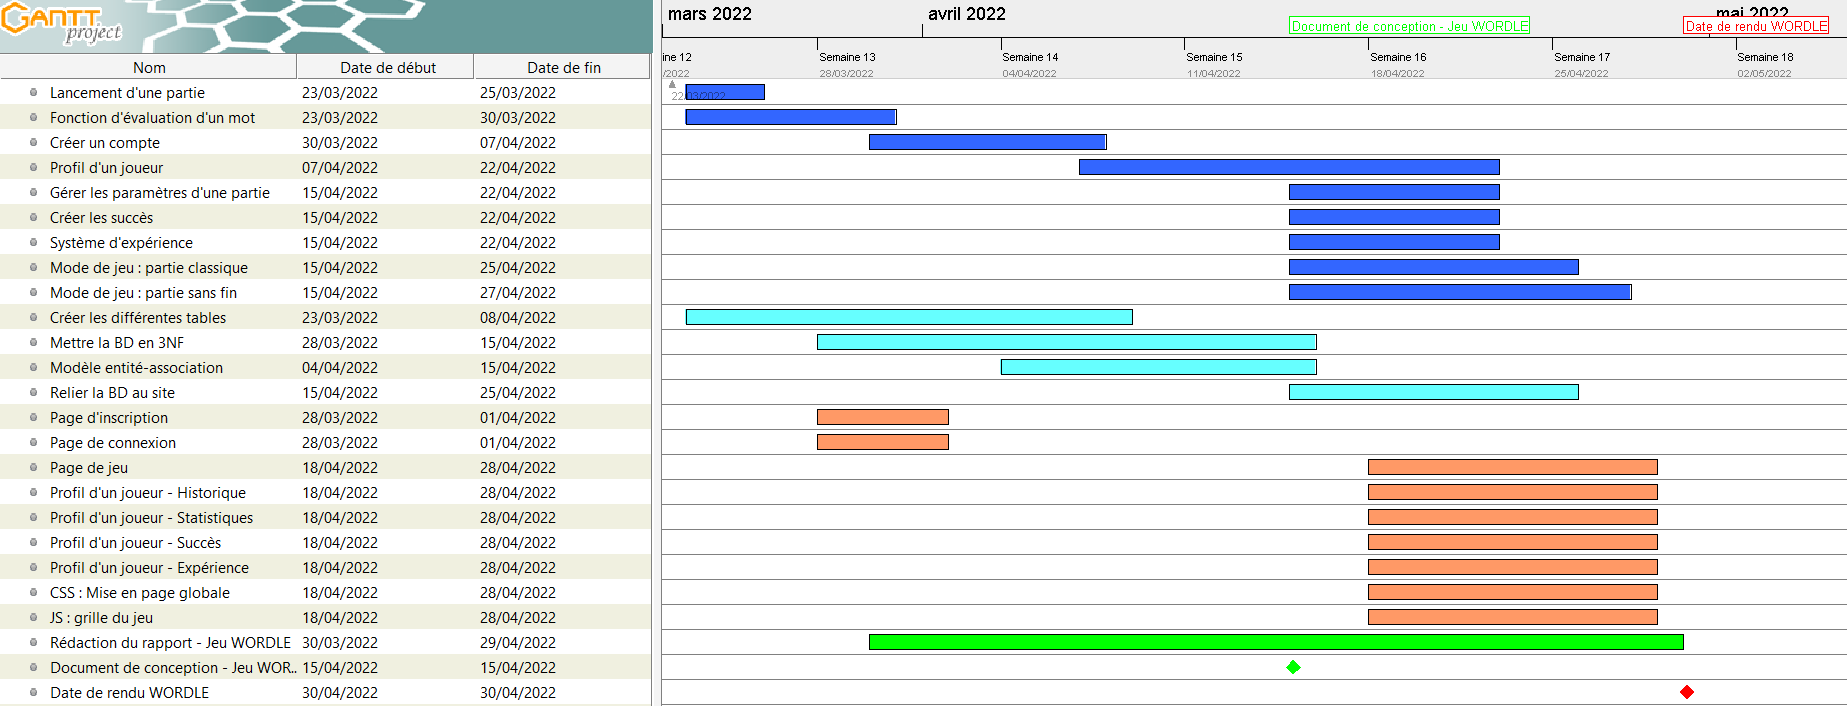 GANTT
project
mars 2022
avril 2022
mai 2022
Document de conception - Jeu WORDLE
Date de rendu WORDLE
ine 12
Semaine 13
Semaine 14
Semaine 15
Semaine 16
Semaine 17
Semaine 18
/2022
28/03/2022
04/04/2022
11/04/2022
18/04/2022
25/04/2022
02/05/2022
22/03/2022
Nom Date de début Date de fin
Lancement d'une partie 23/03/2022 25/03/2022
Fonction d'évaluation d'un mot 23/03/2022 30/03/2022
Créer un compte 30/03/2022 07/04/2022
Profil d'un joueur 07/04/2022 22/04/2022
Gérer les paramètres d'une partie 15/04/2022 22/04/2022
Créer les succès 15/04/2022 22/04/2022
Système d'expérience 15/04/2022 22/04/2022
Mode de jeu : partie classique 15/04/2022 25/04/2022
Mode de jeu : partie sans fin 15/04/2022 27/04/2022
Créer les différentes tables 23/03/2022 08/04/2022
Mettre la BD en 3NF 28/03/2022 15/04/2022
Modèle entité-association 04/04/2022 15/04/2022
Relier la BD au site 15/04/2022 25/04/2022
Page d'inscription 28/03/2022 01/04/2022
Page de connexion 28/03/2022 01/04/2022
Page de jeu 18/04/2022 28/04/2022
Profil d'un joueur - Historique 18/04/2022 28/04/2022
Profil d'un joueur - Statistiques 18/04/2022 28/04/2022
Profil d'un joueur - Succès 18/04/2022 28/04/2022
Profil d'un joueur - Expérience 18/04/2022 28/04/2022
CSS : Mise en page globale 18/04/2022 28/04/2022
JS : grille du jeu 18/04/2022 28/04/2022
Rédaction du rapport - Jeu WORDLE 30/03/2022 29/04/2022
Document de conception - Jeu WOR.. 15/04/2022 15/04/2022
Date de rendu WORDLE 30/04/2022 30/04/2022